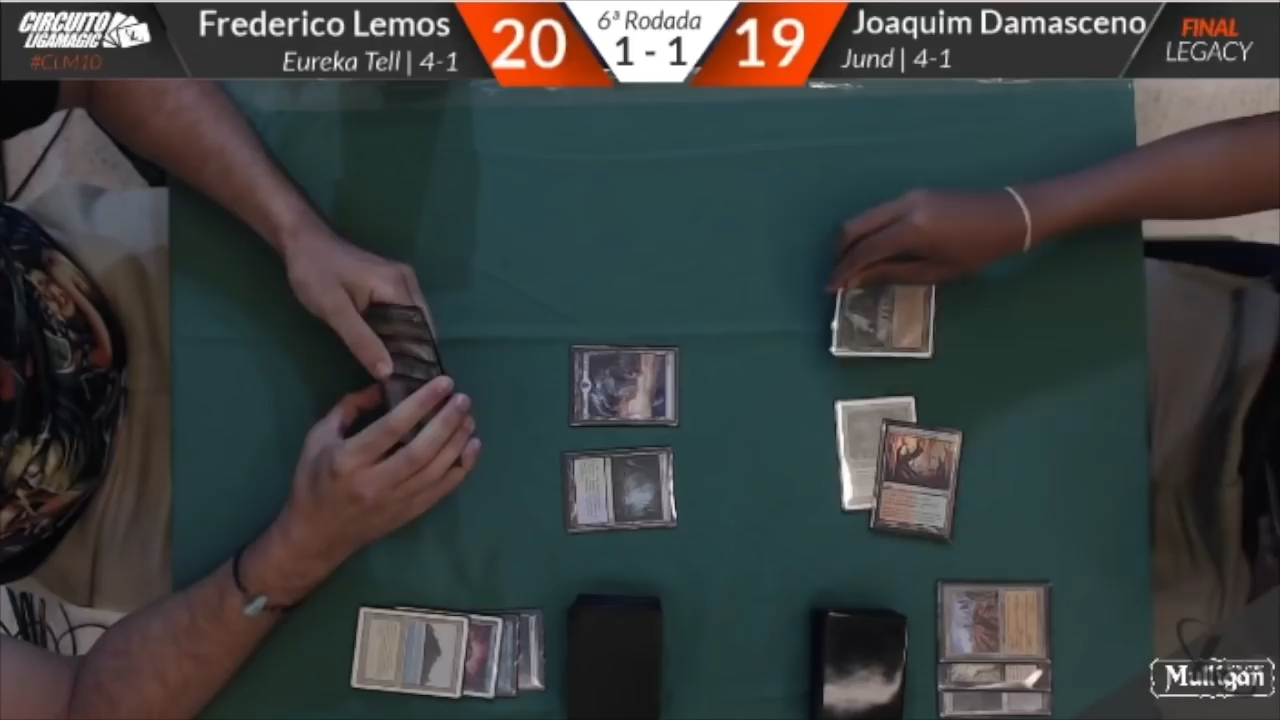 CIRCUITO
LIGAMAGIC
#CLM10
Frederico Lemos
Eureka Tell | 4-1
20
6ª Rodada
1 - 1
19
Joaquim Damasceno
Jund | 4-1
FINAL
LEGACY
Mulligan